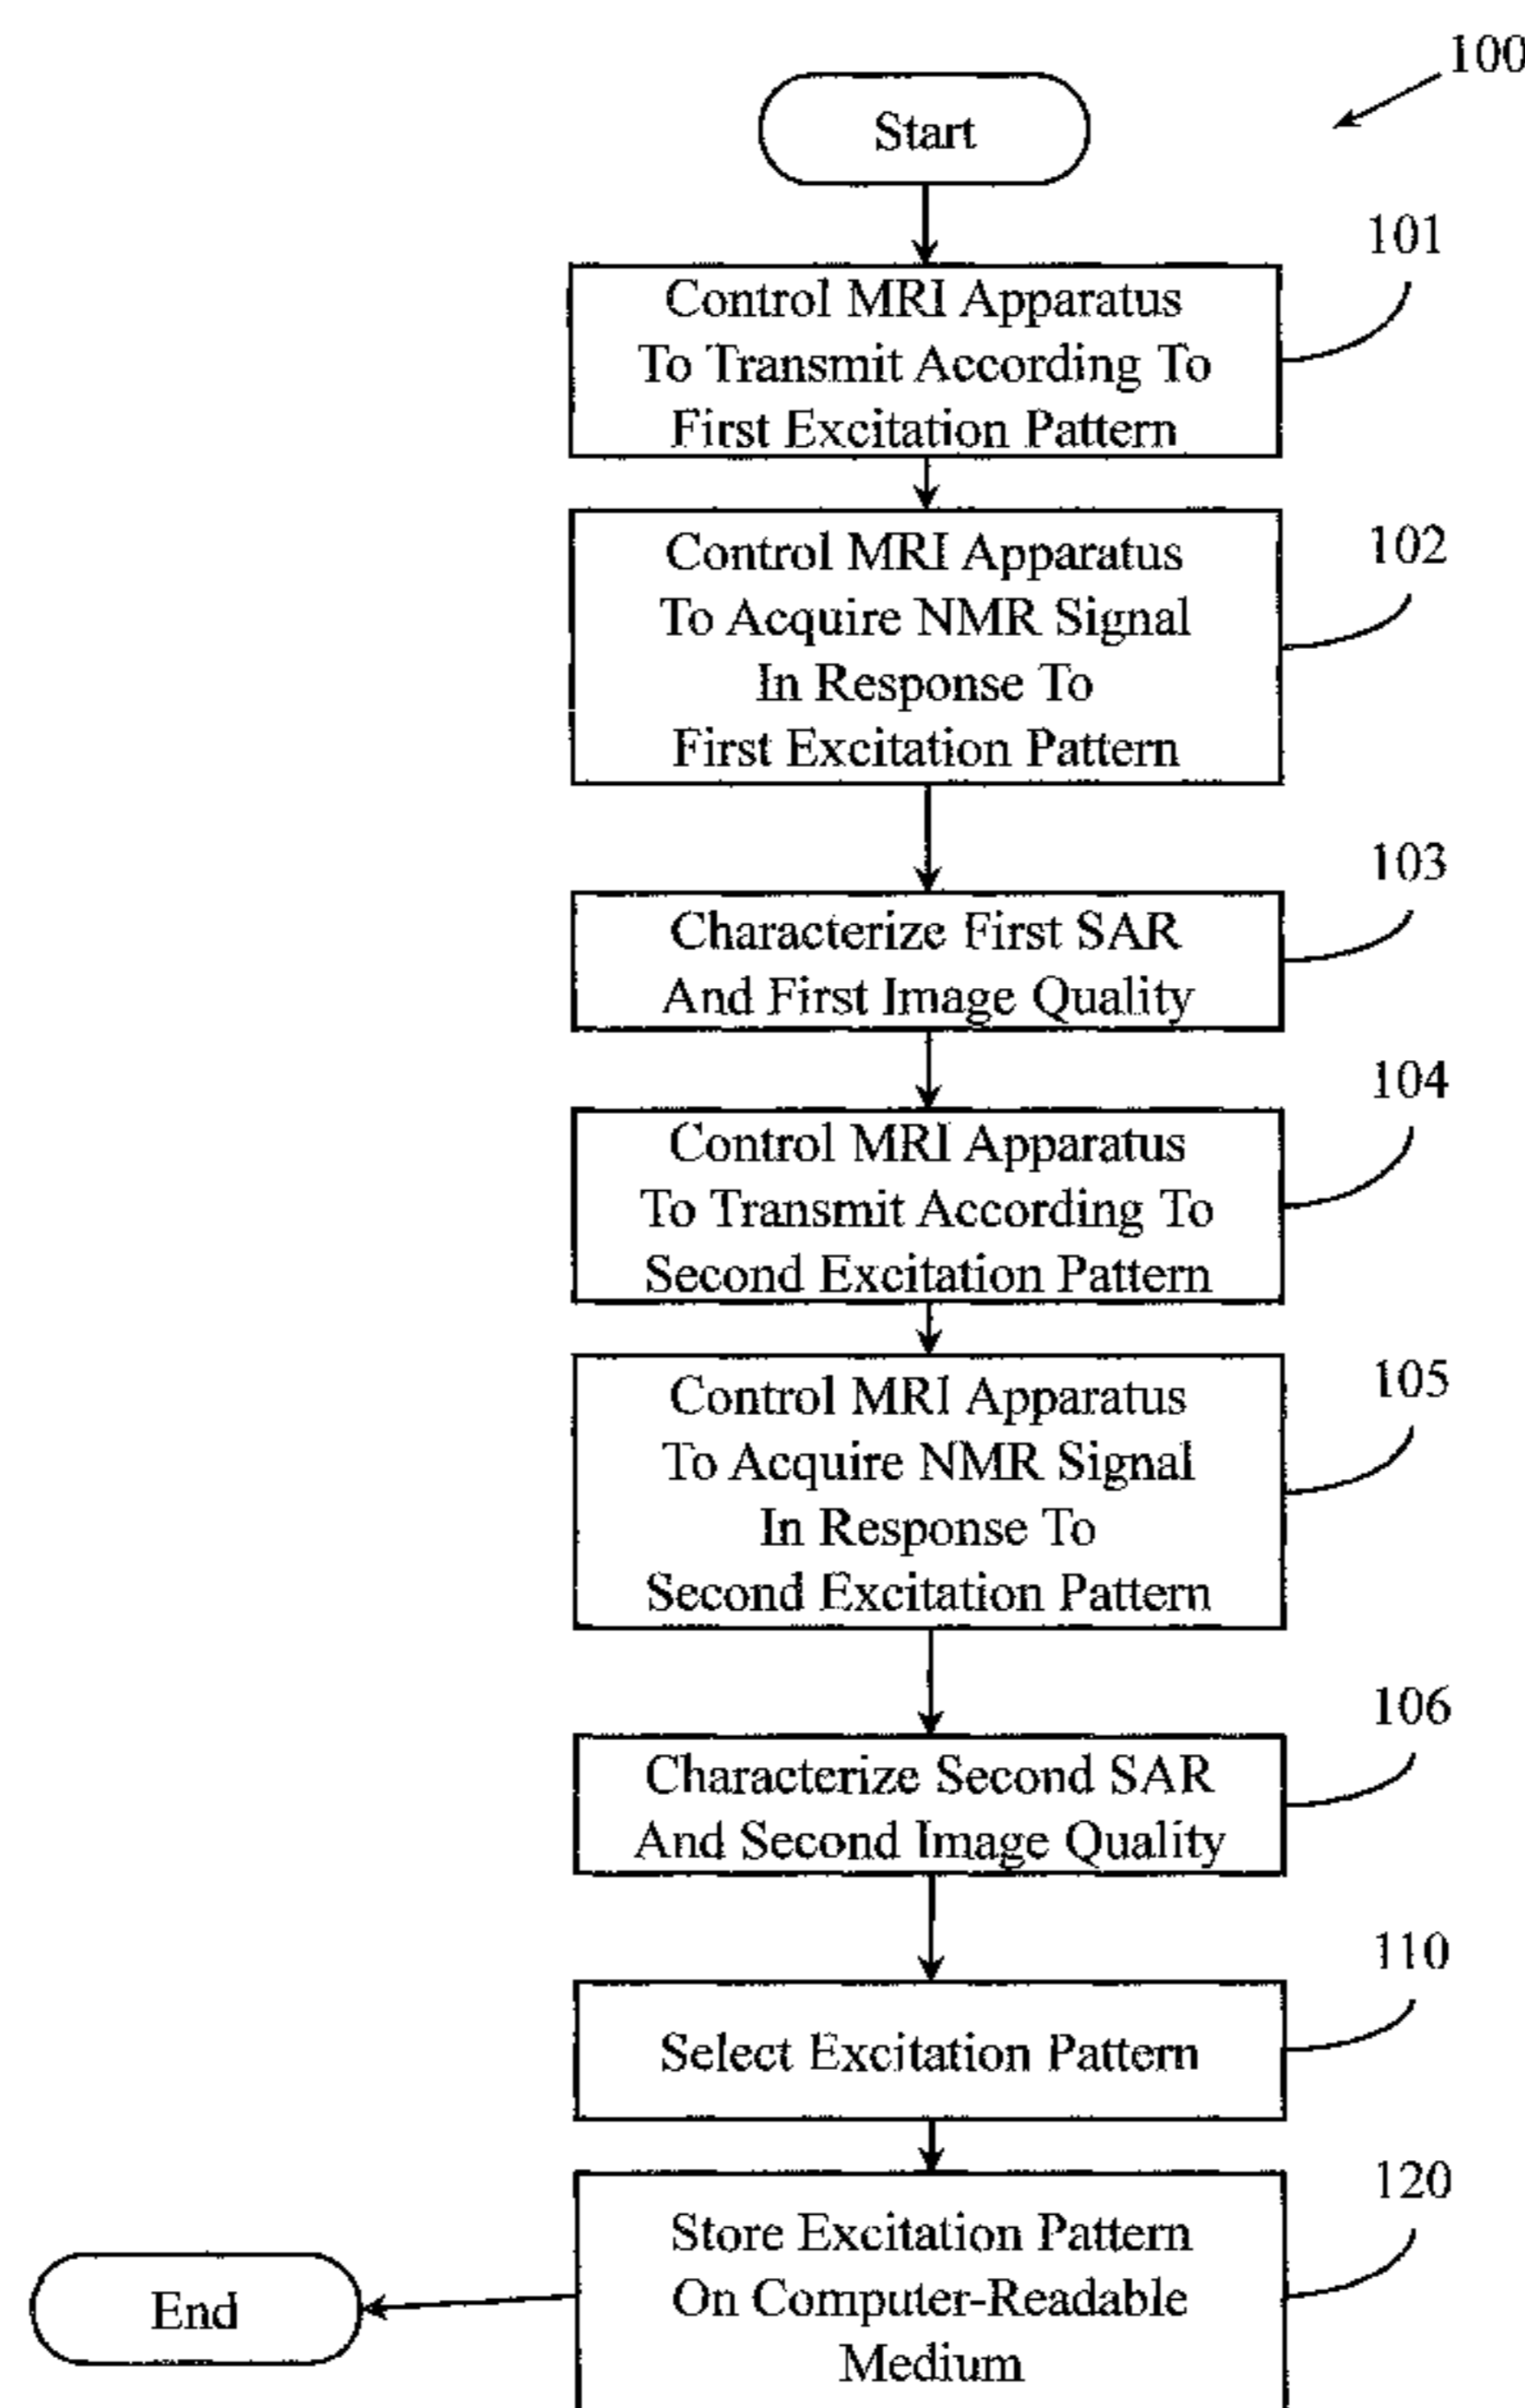 100
Start
101
Control MRI Apparatus
To Transmit According To
First Excitation Pattern
102
Control MRI Apparatus
To Acquire NMR Signal
In Response To
First Excitation Pattern
103
Characterize First SAR
And First Image Quality
104
Control MRI Apparatus
To Transmit According To
Second Excitation Pattern
105
Control MRI Apparatus
To Acquire NMR Signal
In Response To
Second Excitation Pattern
106
Characterize Second SAR
And Second Image Quality
110
Select Excitation Pattern
120
Store Excitation Pattern
On Computer-Readable
Medium
End